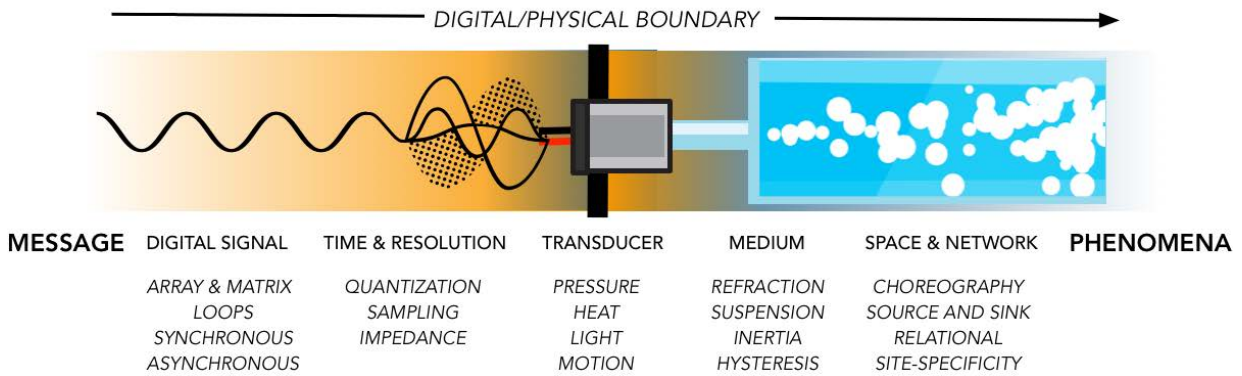 DIGITAL/PHYSICAL BOUNDARY
MESSAGE DIGITAL SIGNAL TIME & RESOLUTION TRANSDUCER MEDIUM SPACE & NETWORK PHENOMENA
ARRAY & MATRIX QUANTIZATION PRESSURE REFRACTION CHOREOGRAPHY
LOOPS SAMPLING HEAT SUSPENSION SOURCE AND SINK
SYNCHRONOUS IMPEDANCE LIGHT INERTIA RELATIONAL
ASYNCHRONOUS MOTION HYSTERESIS SITE-SPECIFICITY